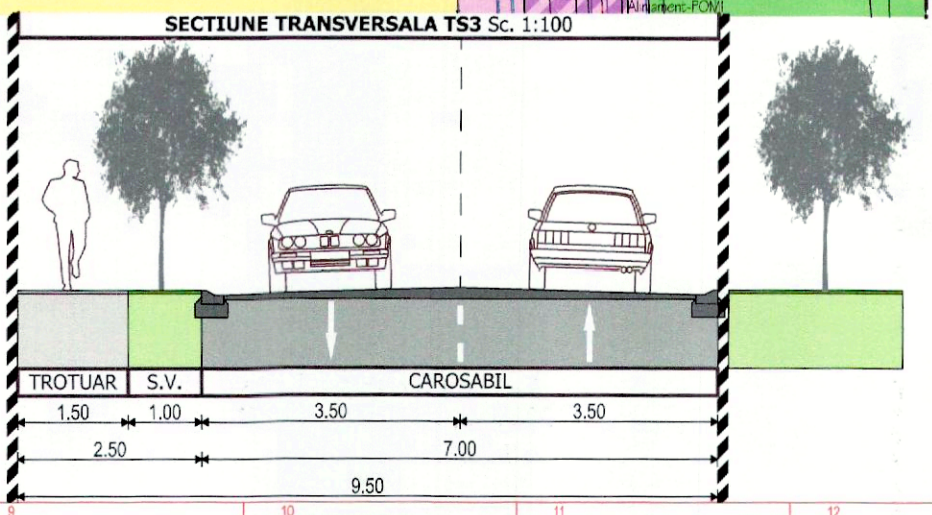 Aliniament-POM
SECTIUNE TRANSVERSALA TS3 Sc. 1:100
TROTUAR S.V. CAROSABIL
1.50 1.00 3.50 3.50
2.50 7.00
9.50
9 10 11 12